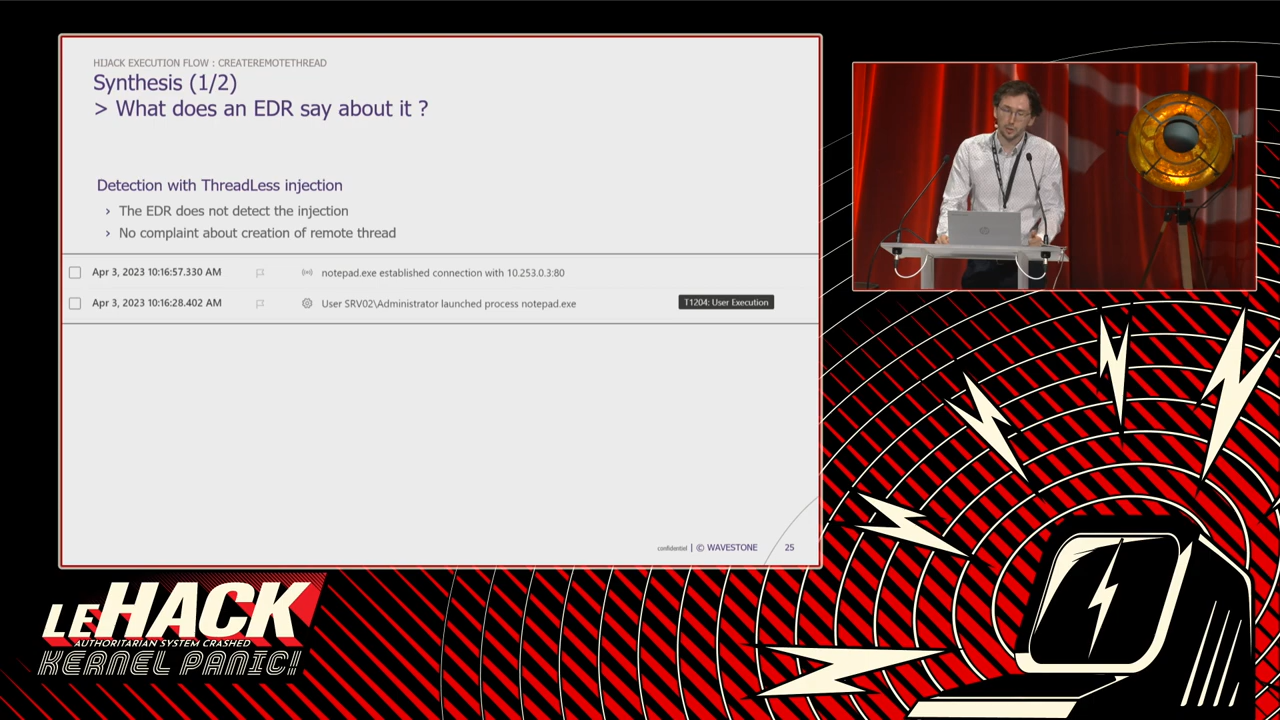 HIJACK EXECUTION FLOW : CREATEREMOTETHREAD
Synthesis (1/2)
> What does an EDR say about it ?
Detection with ThreadLess injection
› The EDR does not detect the injection
› No complaint about creation of remote thread
Apr 3, 2023 10:16:57.330 AM notepad.exe established connection with 10.253.0.3:80
Apr 3, 2023 10:16:28.402 AM User SRV02\Administrator launched process notepad.exe T1204: User Execution
confidentiel | © WAVESTONE 25
LEHACK
AUTHORITARIAN SYSTEM CRASHED
KERNEL PANIC!
hp